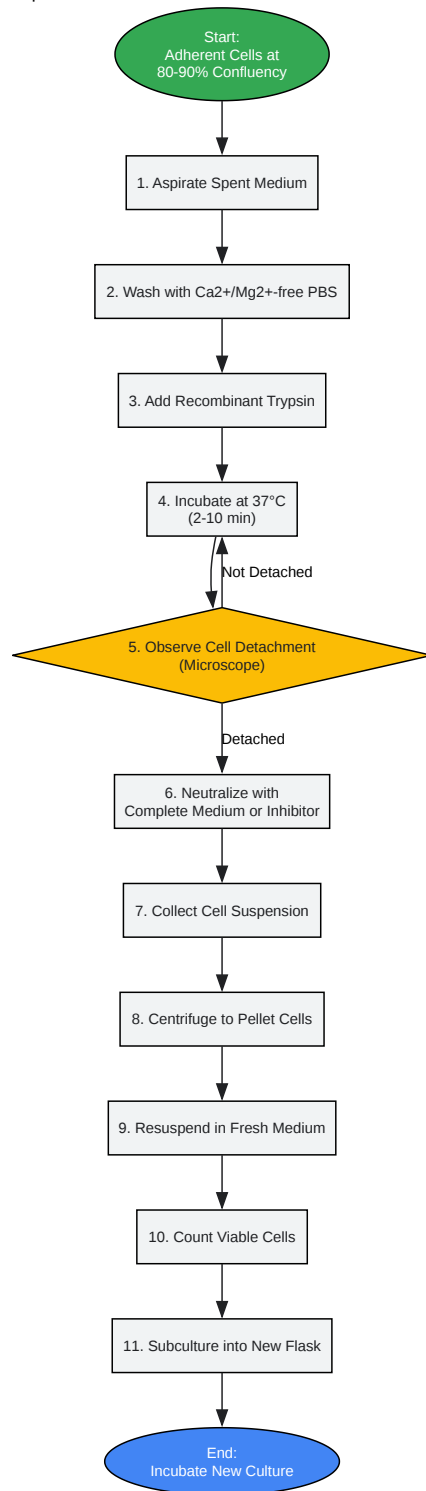 Start:
Adherent Cells at
80-90% Confluency
1. Aspirate Spent Medium
2. Wash with Ca2+/Mg2+-free PBS
3. Add Recombinant Trypsin
4. Incubate at 37°C
(2-10 min)
Not Detached
5. Observe Cell Detachment
(Microscope)
Detached
6. Neutralize with
Complete Medium or Inhibitor
7. Collect Cell Suspension
8. Centrifuge to Pellet Cells
9. Resuspend in Fresh Medium
10. Count Viable Cells
11. Subculture into New Flask
End:
Incubate New Culture